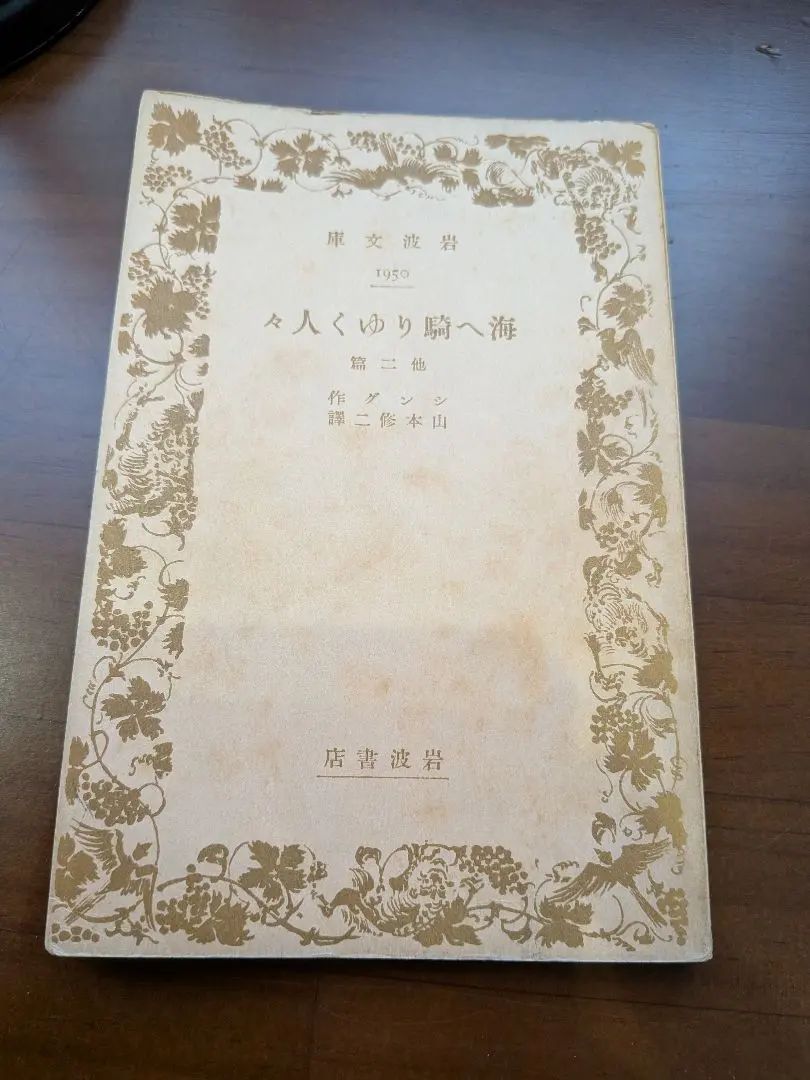 岩波文庫
1950
海へ騎りゆく人々
他二篇
シング作
山本修二譯
岩波書店